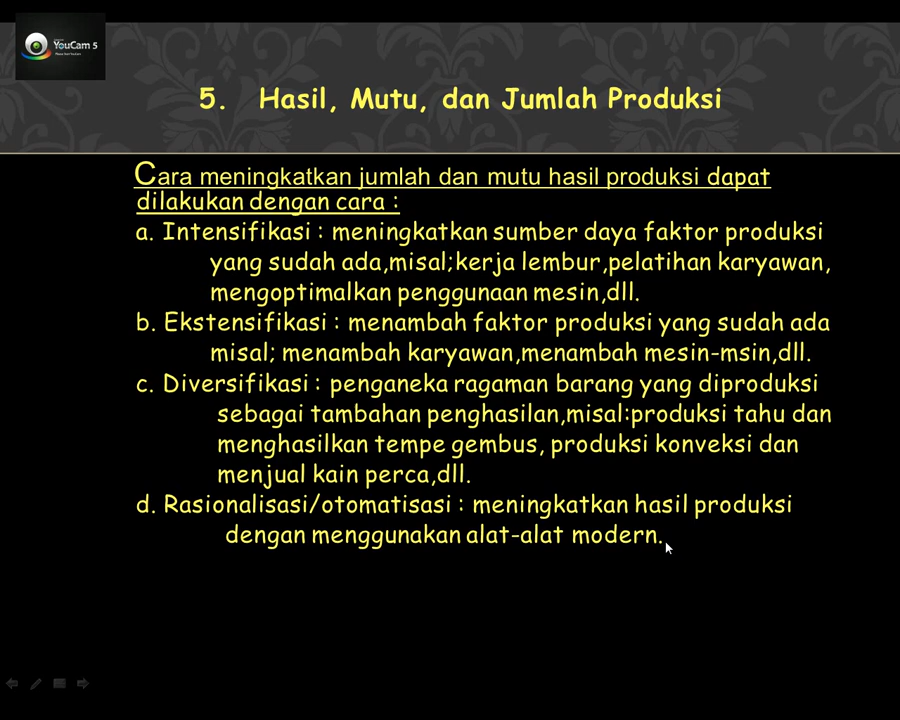 YouCam 5
5. Hasil, Mutu, dan Jumlah Produksi
Cara meningkatkan jumlah dan mutu hasil produksi dapat
dilakukan dengan cara :
a. Intensifikasi : meningkatkan sumber daya faktor produksi
yang sudah ada,misal;kerja lembur,pelatihan karyawan,
mengoptimalkan penggunaan mesin,dll.
b. Ekstensifikasi : menambah faktor produksi yang sudah ada
misal; menambah karyawan,menambah mesin-msin,dll.
c. Diversifikasi : penganeka ragaman barang yang diproduksi
sebagai tambahan penghasilan,misal:produksi tahu dan
menghasilkan tempe gembus, produksi konveksi dan
menjual kain perca,dll.
d. Rasionalisasi/otomatisasi : meningkatkan hasil produksi
dengan menggunakan alat-alat modern.